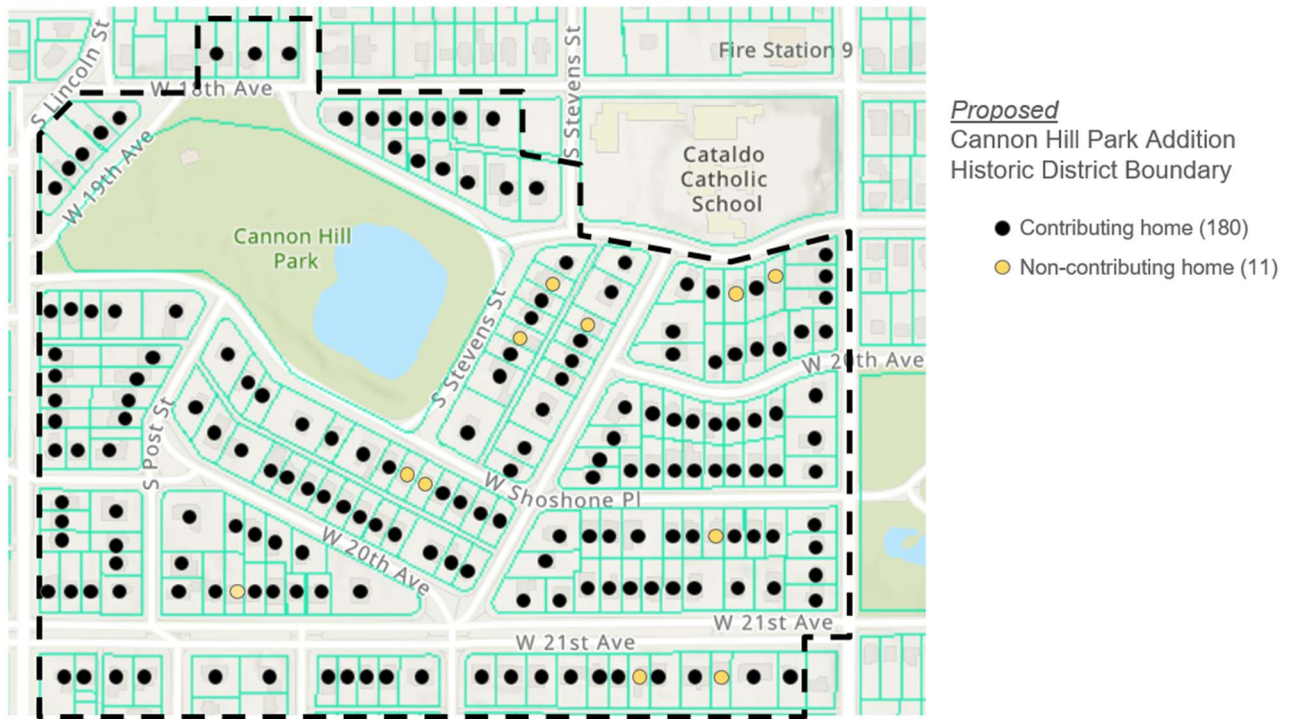 S Lincoln St
W 18th Ave
S Stevens St
Fire Station 9
W 19th Ave
Cataldo
Catholic
School
Cannon Hill
Park
S Stevens St
W 20th Ave
S Post St
W Shoshone Pl
W 20th Ave
W 21st Ave
W 21st Ave
Proposed
Cannon Hill Park Addition
Historic District Boundary
Contributing home (180)
Non-contributing home (11)